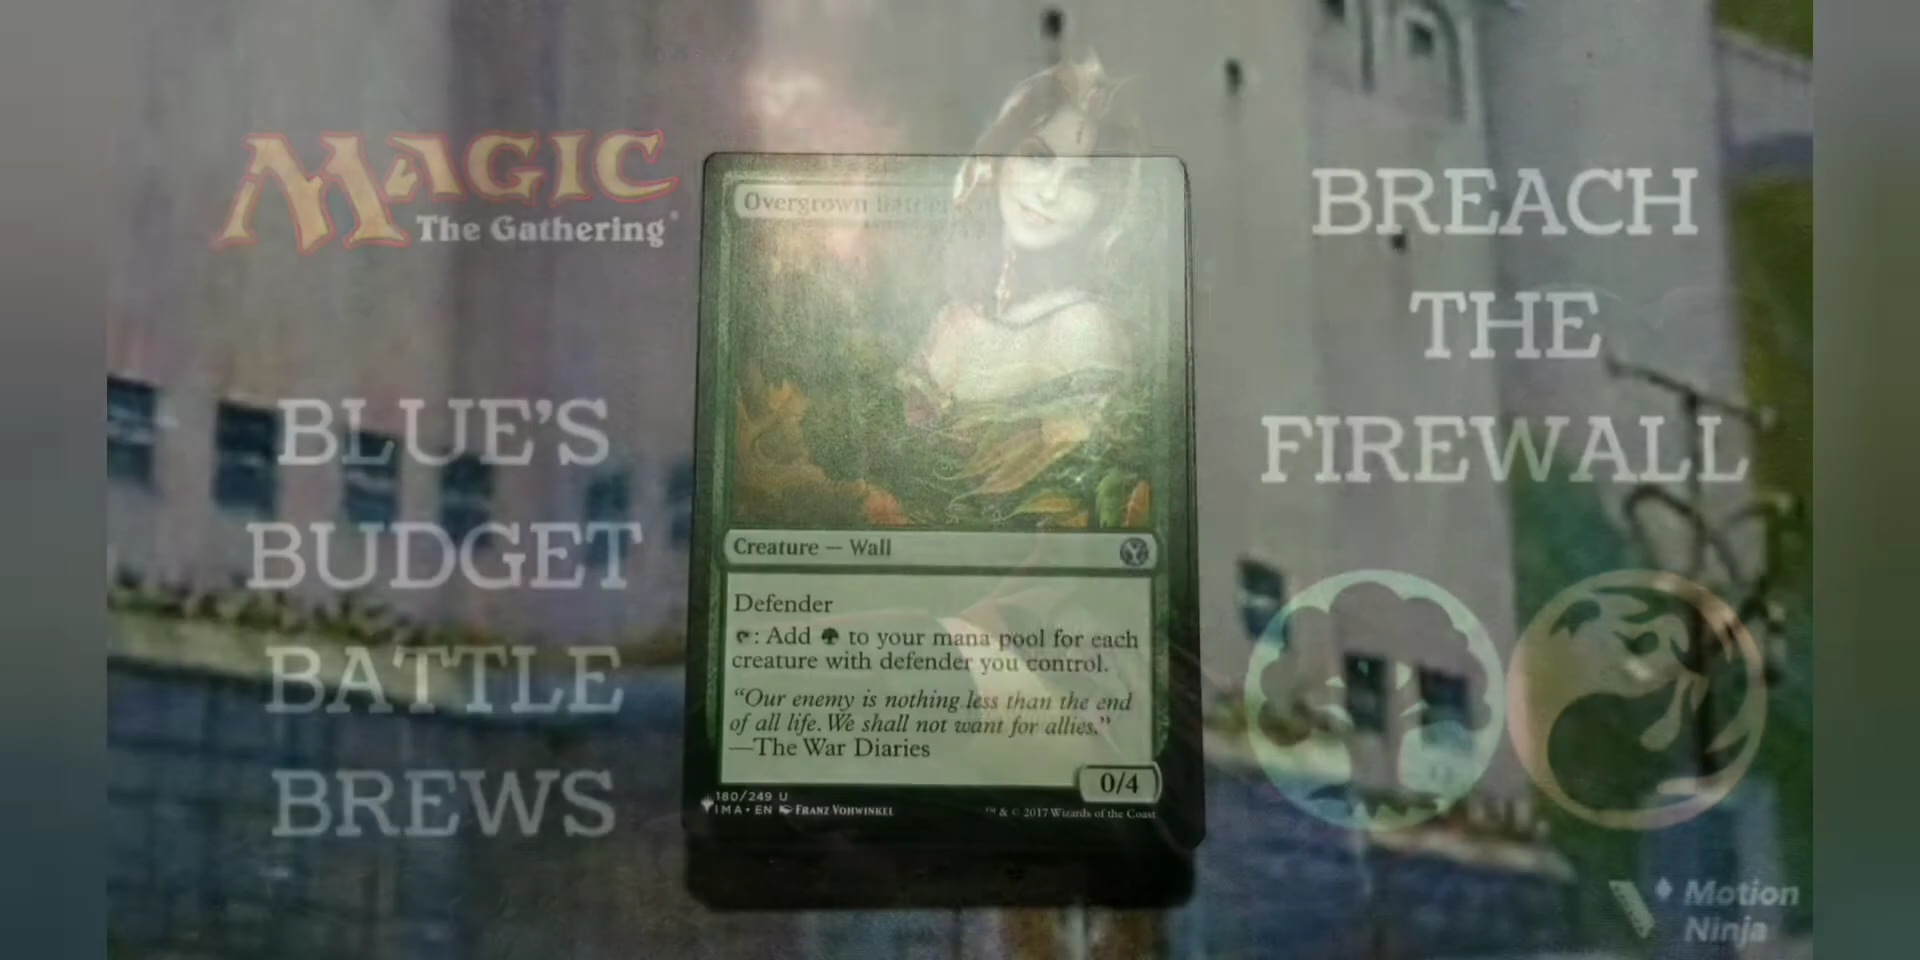 MAGIC
The Gathering
BLUE'S
BUDGET
BATTLE
BREWS
Overgrown
Creature — Wall
Defender
: Add to your mana pool for each
creature with defender you control.
"Our enemy is nothing less than the end
of all life. We shall not want for allies."
—The War Diaries
0/4
180/249 U
IMA • EN FRANZ VOHWINKEL
™ & © 2017 Wizards of the Coast
BREACH
THE
FIREWALL
Motion
Ninja